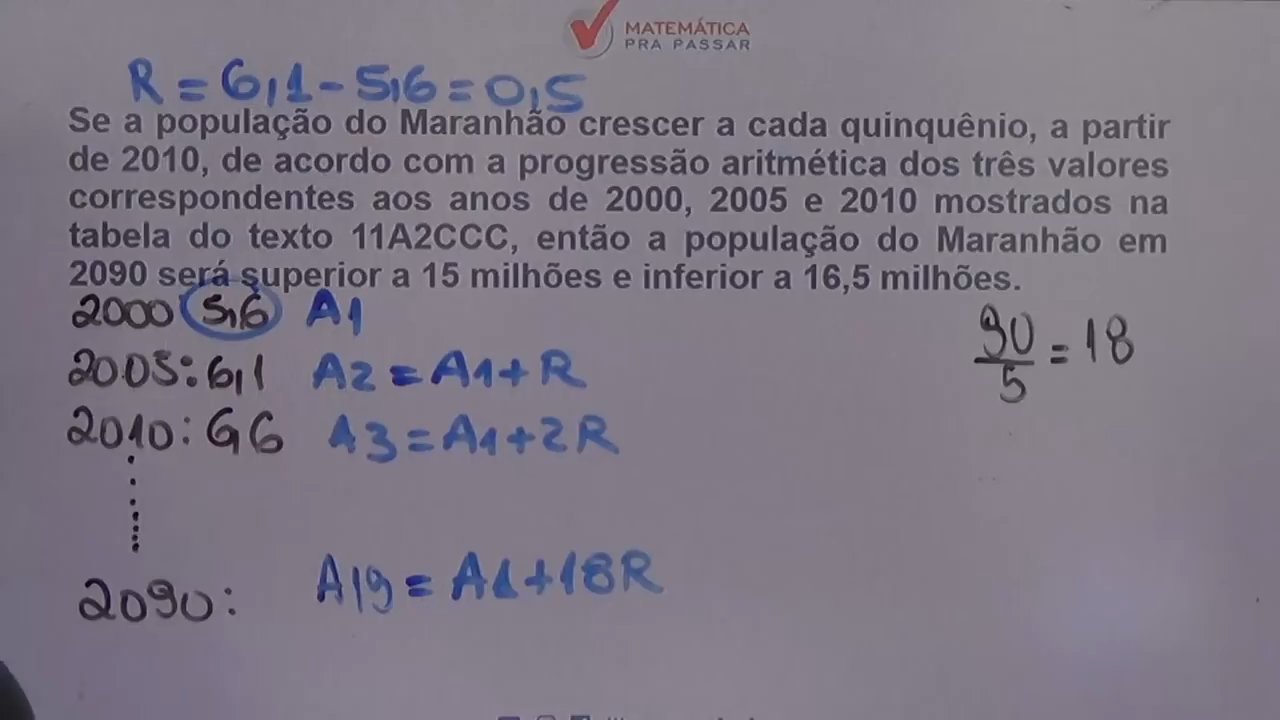 MATEMÁTICA
PRA PASSAR
R = 6,1 - 5,6 = 0,5
Se a população do Maranhão crescer a cada quinquênio, a partir
de 2010, de acordo com a progressão aritmética dos três valores
correspondentes aos anos de 2000, 2005 e 2010 mostrados na
tabela do texto 11A2CCC, então a população do Maranhão em
2090 será superior a 15 milhões e inferior a 16,5 milhões.
2000 5,6 A1
90/5 = 18
2005: 6,1 A2 = A1 + R
2010: 6,6 A3 = A1 + 2R
2090: A19 = A1 + 18R